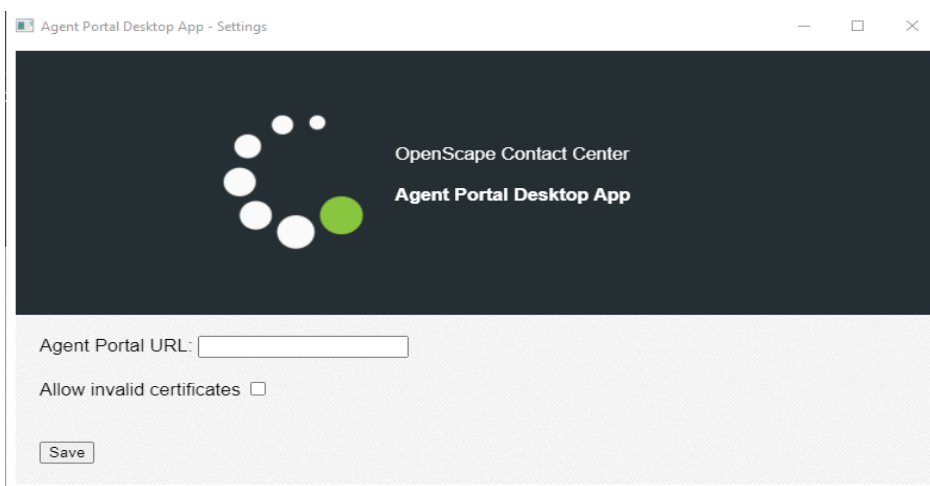 Agent Portal Desktop App - Settings
OpenScape Contact Center
Agent Portal Desktop App
Agent Portal URL:
Allow invalid certificates
Save